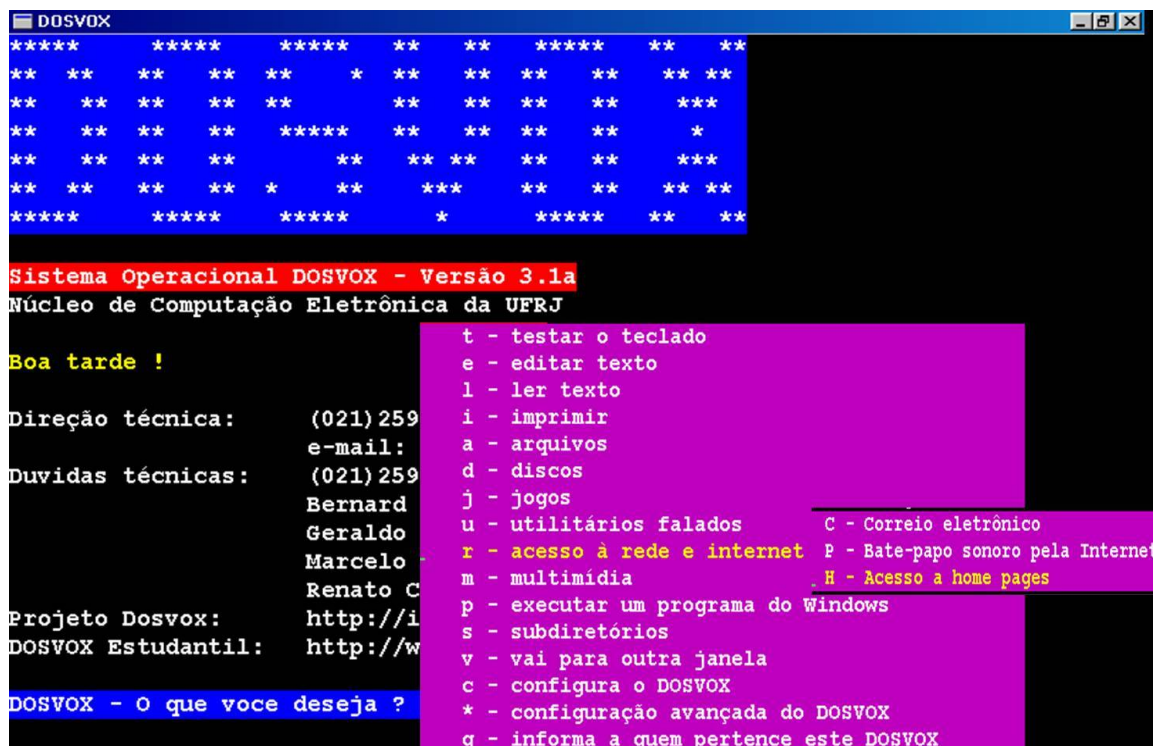 DOSVOX
Sistema Operacional DOSVOX - Versão 3.1a
Núcleo de Computação Eletrônica da UFRJ
Boa tarde !
Direção técnica: (021)259
e-mail:
Duvidas técnicas: (021)259
Bernard
Geraldo
Marcelo
Renato C
Projeto Dosvox: http://i
DOSVOX Estudantil: http://w
DOSVOX - O que voce deseja ?
t - testar o teclado
e - editar texto
l - ler texto
i - imprimir
a - arquivos
d - discos
j - jogos
u - utilitários falados
r - acesso à rede e internet
m - multimídia
p - executar um programa do Windows
s - subdiretórios
v - vai para outra janela
c - configura o DOSVOX
* - configuração avançada do DOSVOX
q - informa a quem pertence este DOSVOX
C - Correio eletrônico
P - Bate-papo sonoro pela Internet
H - Acesso a home pages